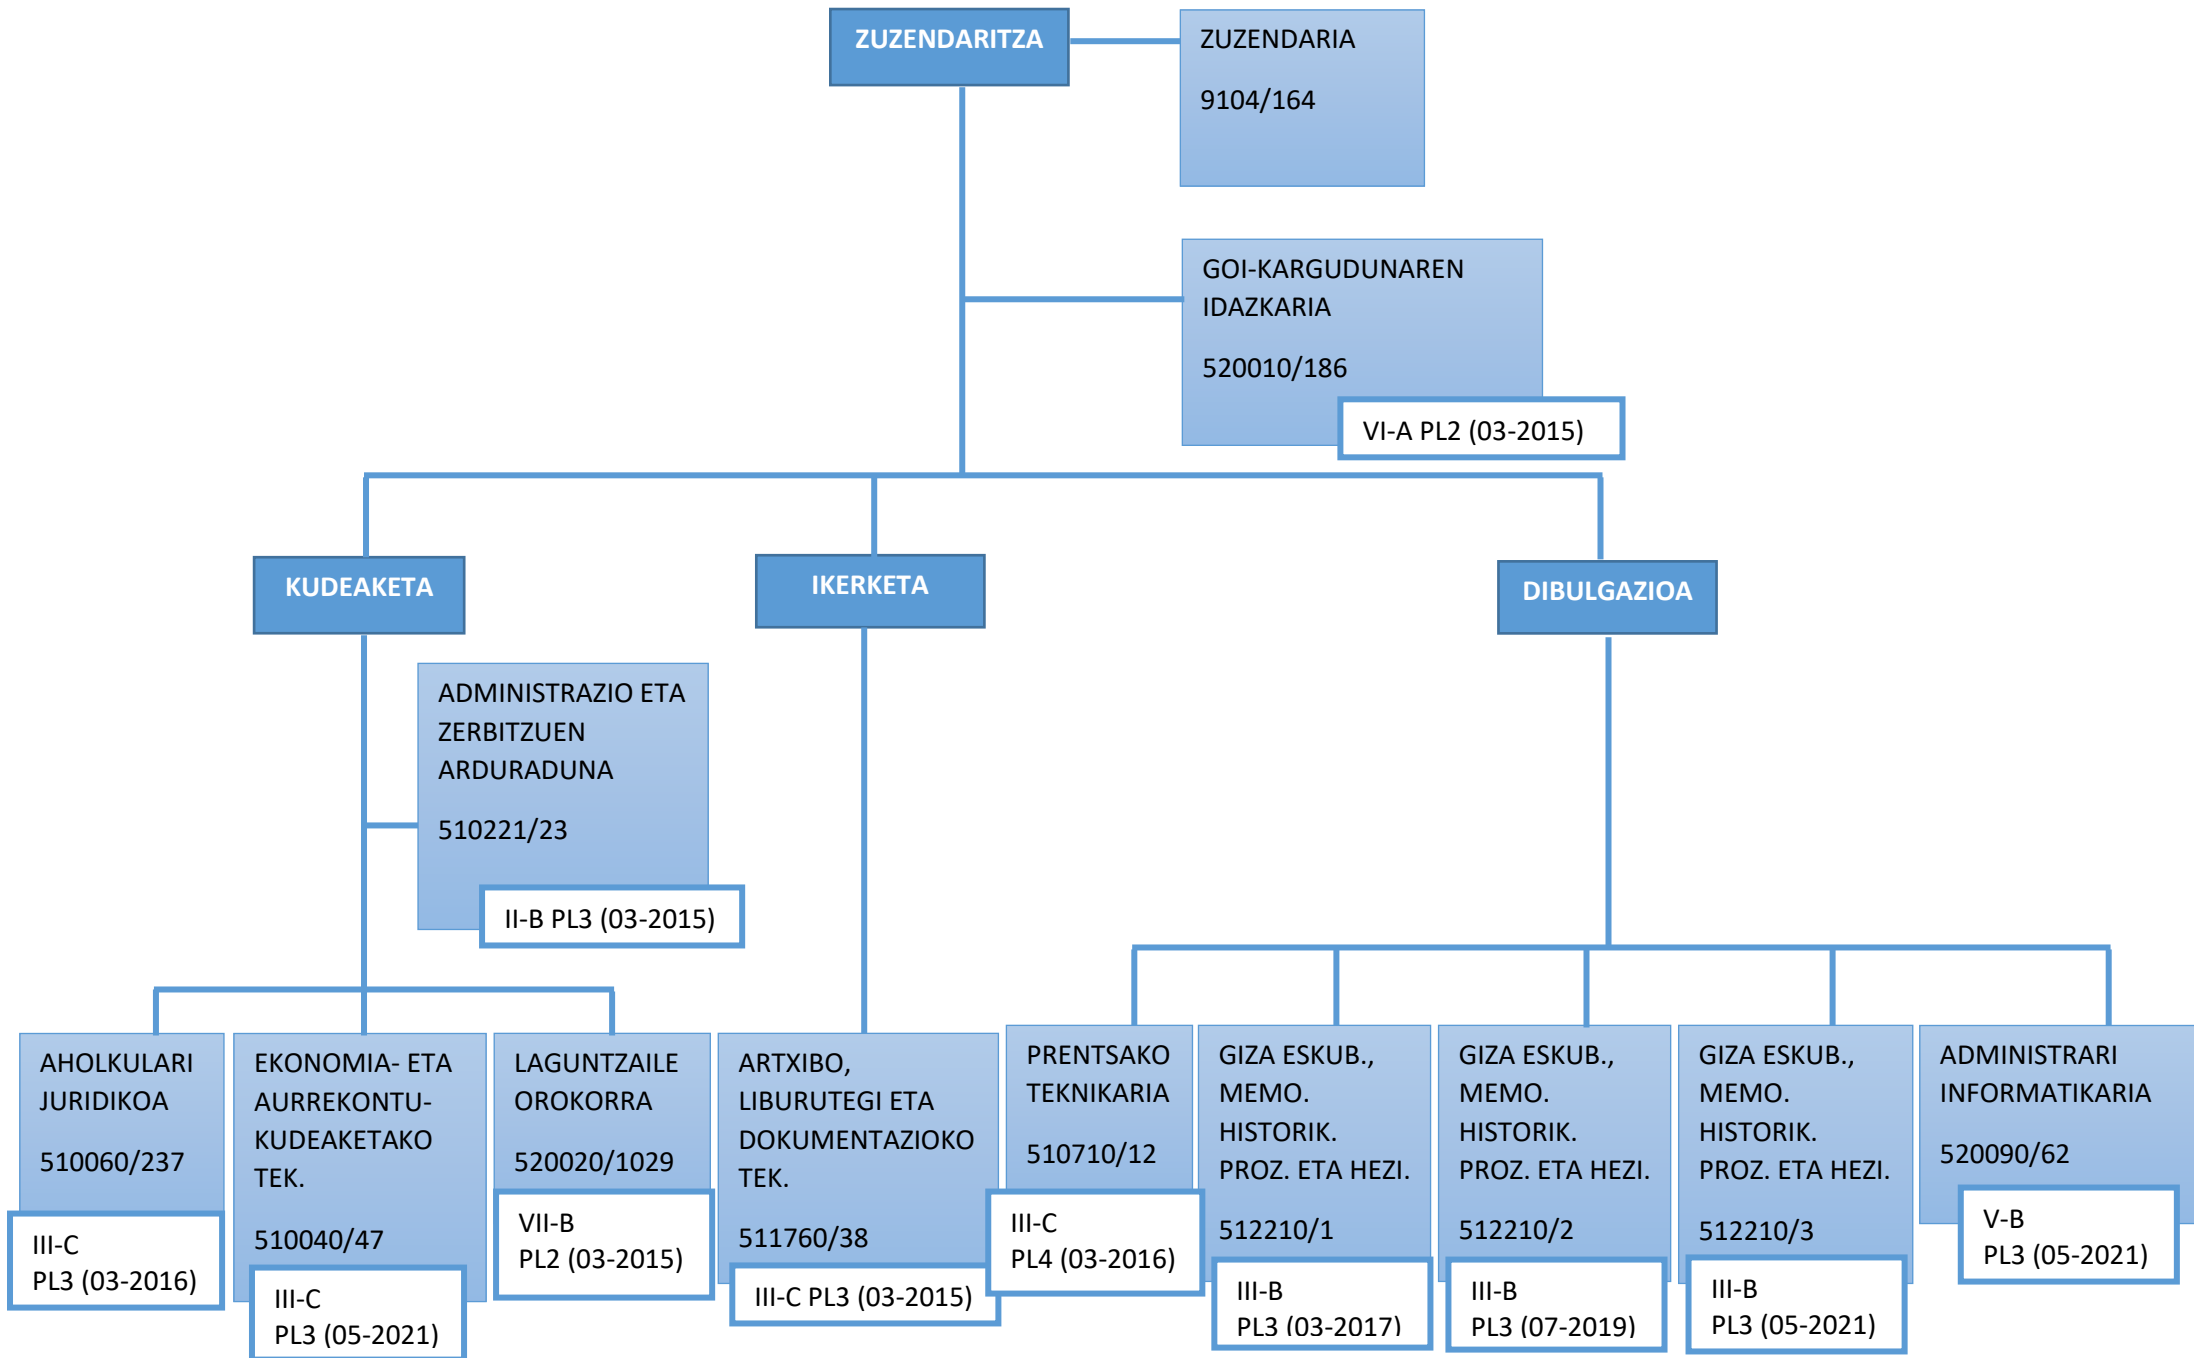 ZUZENDARITZA
ZUZENDARIA
9104/164
GOI-KARGUDUNAREN
IDAZKARIA
520010/186
VI-A PL2 (03-2015)
KUDEAKETA
IKERKETA
DIBULGAZIOA
ADMINISTRAZIO ETA
ZERBITZUEN
ARDURADUNA
510221/23
II-B PL3 (03-2015)
AHOLKULARI
JURIDIKOA
510060/237
III-C
PL3 (03-2016)
EKONOMIA- ETA
AURREKONTU-
KUDEAKETAKO
TEK.
510040/47
III-C
PL3 (05-2021)
LAGUNTZAILE
OROKORRA
520020/1029
VII-B
PL2 (03-2015)
ARTXIBO,
LIBURUTEGI ETA
DOKUMENTAZIOKO
TEK.
511760/38
III-C PL3 (03-2015)
PRENTSAKO
TEKNIKARIA
510710/12
III-C
PL4 (03-2016)
GIZA ESKUB.,
MEMO.
HISTORIK.
PROZ. ETA HEZI.
512210/1
III-B
PL3 (03-2017)
GIZA ESKUB.,
MEMO.
HISTORIK.
PROZ. ETA HEZI.
512210/2
III-B
PL3 (07-2019)
GIZA ESKUB.,
MEMO.
HISTORIK.
PROZ. ETA HEZI.
512210/3
III-B
PL3 (05-2021)
ADMINISTRARI
INFORMATIKARIA
520090/62
V-B
PL3 (05-2021)